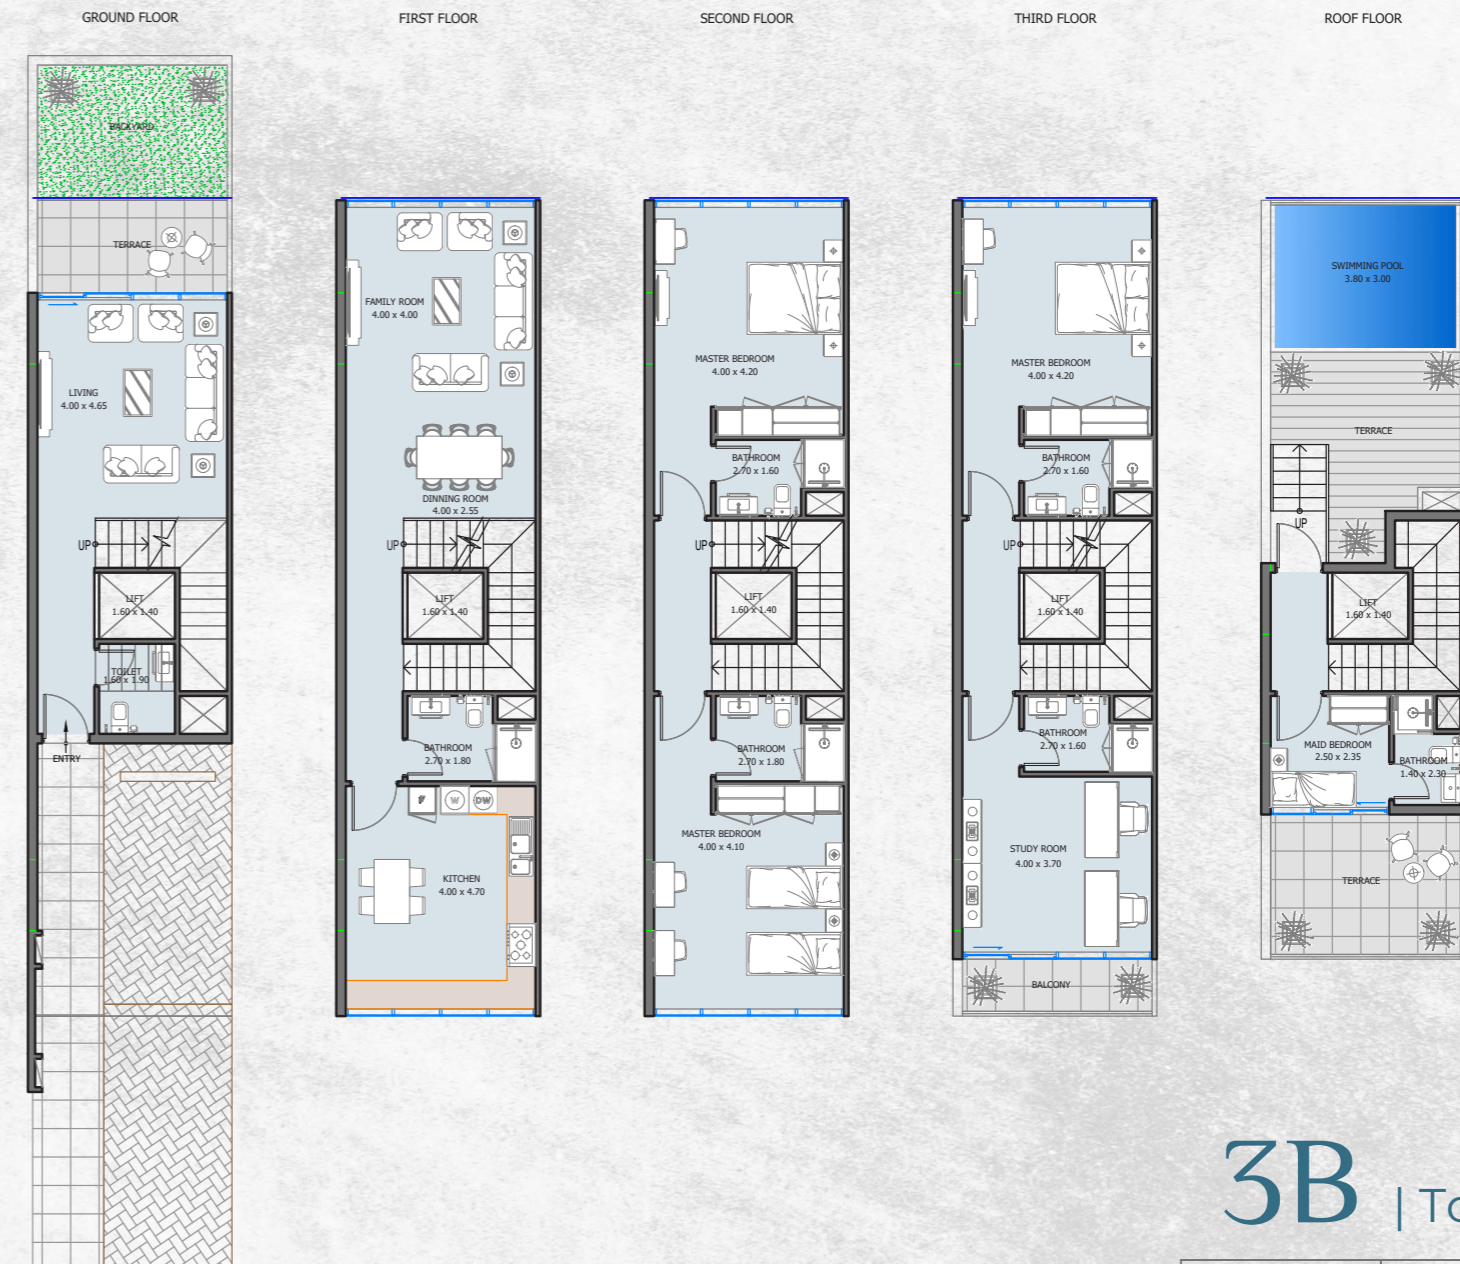 GROUND FLOOR
BACKYARD
TERRACE
LIVING
4.00 x 4.65
UP
LIFT
1.60 x 1.40
TOILET
1.60 x 1.90
ENTRY
FIRST FLOOR
FAMILY ROOM
4.00 x 4.00
DINNING ROOM
4.00 x 2.55
UP
LIFT
1.60 x 1.40
BATHROOM
2.70 x 1.80
F
W
DW
KITCHEN
4.00 x 4.70
SECOND FLOOR
MASTER BEDROOM
4.00 x 4.20
BATHROOM
2.70 x 1.60
UP
LIFT
1.60 x 1.40
BATHROOM
2.70 x 1.80
MASTER BEDROOM
4.00 x 4.10
THIRD FLOOR
MASTER BEDROOM
4.00 x 4.20
BATHROOM
2.70 x 1.60
UP
LIFT
1.60 x 1.40
BATHROOM
2.70 x 1.60
STUDY ROOM
4.00 x 3.70
BALCONY
ROOF FLOOR
SWIMMING POOL
3.80 x 3.00
TERRACE
UP
LIFT
1.60 x 1.40
MAID BEDROOM
2.50 x 2.35
BATHROOM
1.40 x 2.30
TERRACE
3B | To